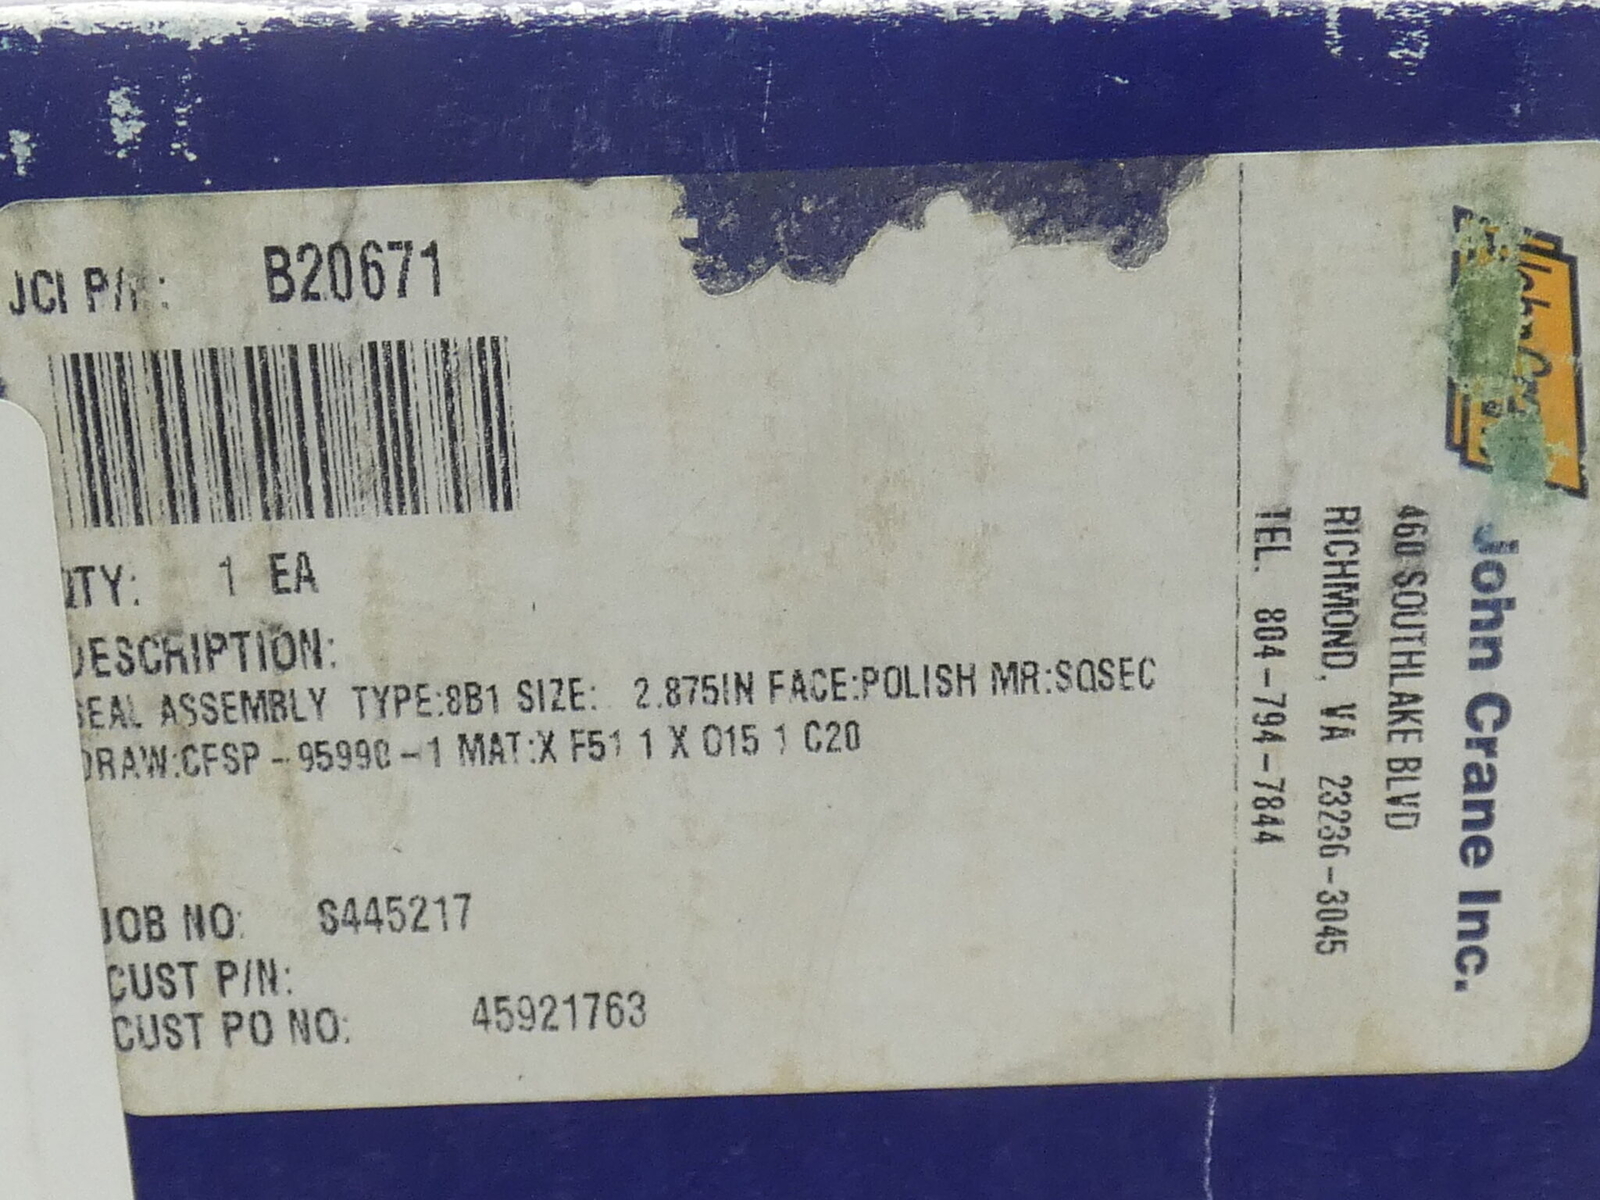 JCI P/N: B20671
QTY: 1 EA
DESCRIPTION:
SEAL ASSEMBLY TYPE:8B1 SIZE: 2.875IN FACE:POLISH MR:SQSEC
DRAW:CFSP-95990-1 MAT:X F51 1 X O15 1 C20
JOB NO: S445217
CUST P/N:
CUST PO NO: 45921763
John Crane Inc.
460 SOUTHLAKE BLVD
RICHMOND, VA 23236-3045
TEL. 804-794-7844